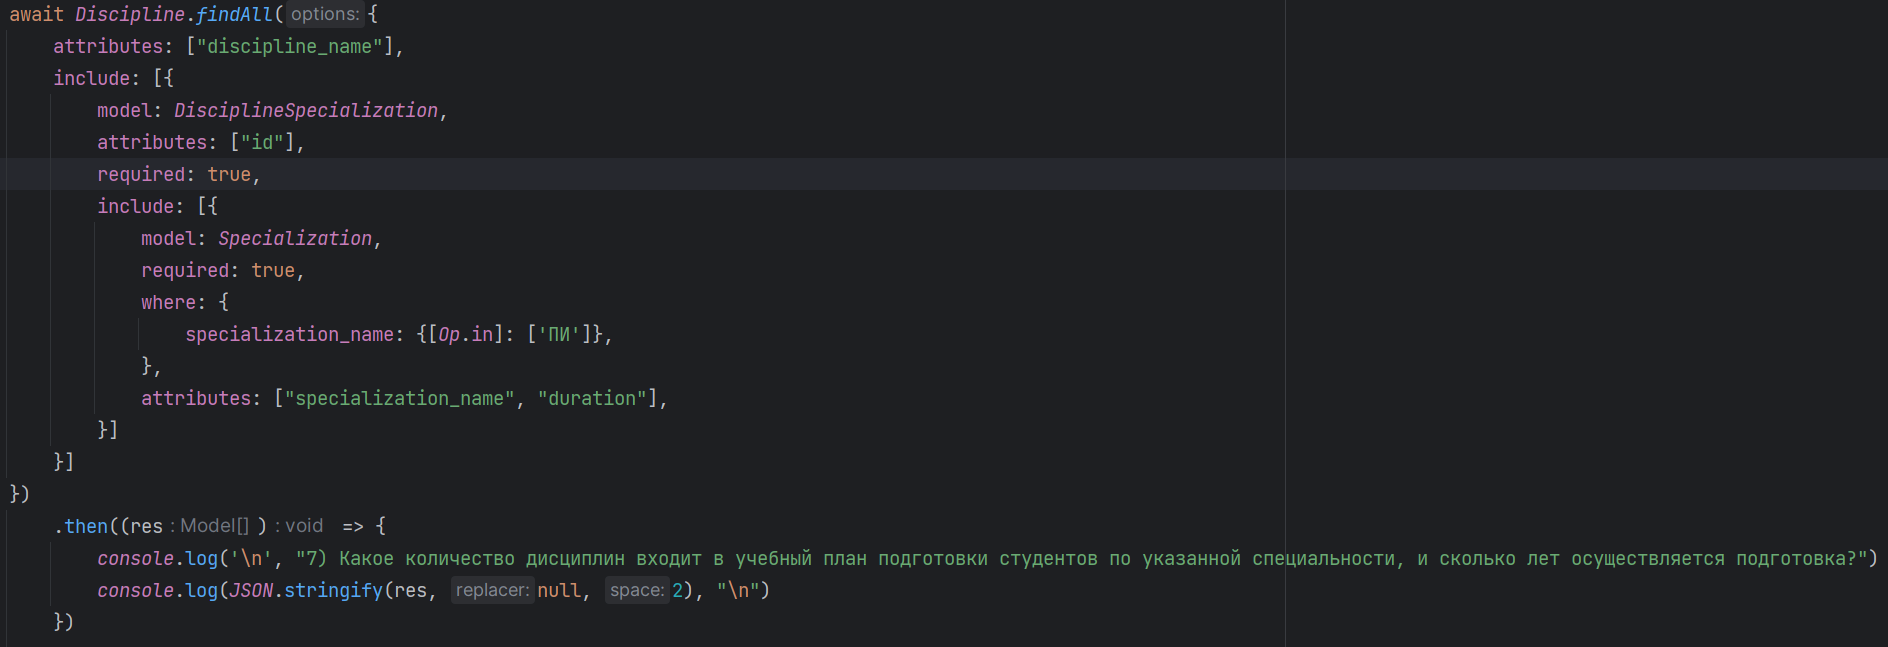 await Discipline.findAll( options: {
    attributes: ["discipline_name"],
    include: [{
        model: DisciplineSpecialization,
        attributes: ["id"],
        required: true,
        include: [{
            model: Specialization,
            required: true,
            where: {
                specialization_name: {[Op.in]: ['ПИ']},
            },
            attributes: ["specialization_name", "duration"],
        }]
    }]
})
    .then((res : Model[] ) : void => {
        console.log('\n', "7) Какое количество дисциплин входит в учебный план подготовки студентов по указанной специальности, и сколько лет осуществляется подготовка?")
        console.log(JSON.stringify(res, replacer: null, space: 2), "\n")
    })